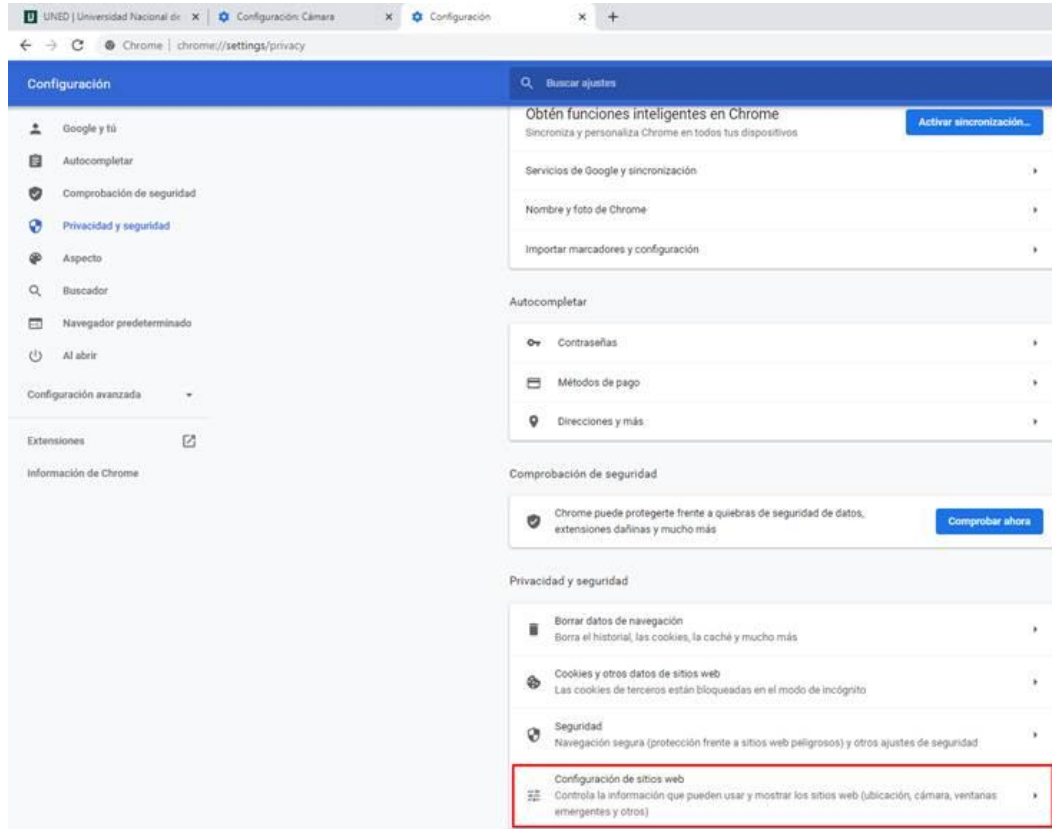 UNED | Universidad Nacional de
Configuración: Cámara
Configuración
Chrome | chrome://settings/privacy
Configuración
Buscar ajustes
Google y tú
Autocompletar
Comprobación de seguridad
Privacidad y seguridad
Aspecto
Buscador
Navegador predeterminado
Al abrir
Configuración avanzada
Extensiones
Información de Chrome
Obtén funciones inteligentes en Chrome
Sincroniza y personaliza Chrome en todos tus dispositivos
Activar sincronización...
Servicios de Google y sincronización
Nombre y foto de Chrome
Importar marcadores y configuración
Autocompletar
Contraseñas
Métodos de pago
Direcciones y más
Comprobación de seguridad
Chrome puede protegerte frente a quiebras de seguridad de datos,
extensiones dañinas y mucho más
Comprobar ahora
Privacidad y seguridad
Borrar datos de navegación
Borra el historial, las cookies, la caché y mucho más
Cookies y otros datos de sitios web
Las cookies de terceros están bloqueadas en el modo de incógnito
Seguridad
Navegación segura (protección frente a sitios web peligrosos) y otros ajustes de seguridad
Configuración de sitios web
Controla la información que pueden usar y mostrar los sitios web (ubicación, cámara, ventanas
emergentes y otros)